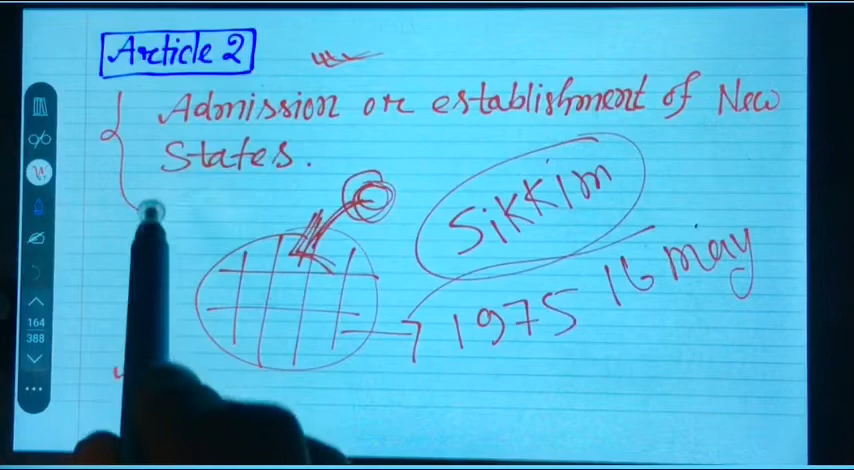 Article 2
Admission or establishment of New
States.
Sikkim
1975 16 may
164
388